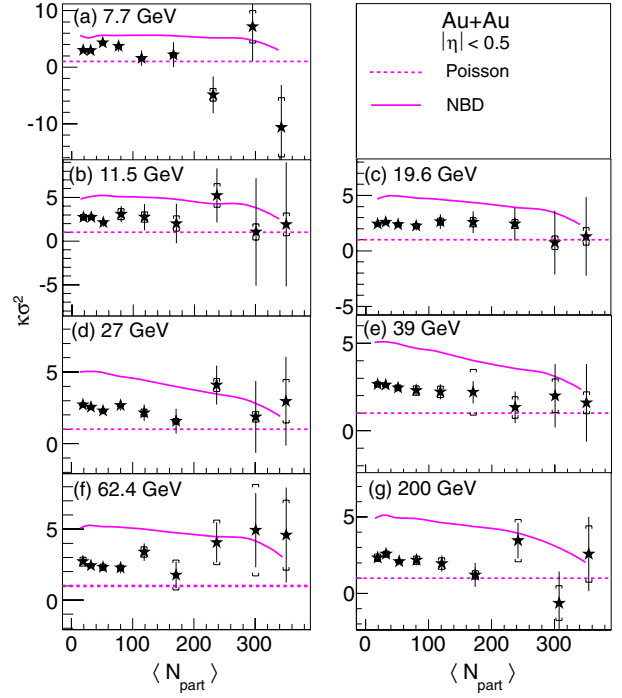 (a) 7.7 GeV
10
0
-10
Au+Au
|η| < 0.5
Poisson
NBD
(b) 11.5 GeV
5
0
-5
(c) 19.6 GeV
5
0
-5
(d) 27 GeV
5
0
(e) 39 GeV
5
0
(f) 62.4 GeV
5
0
(g) 200 GeV
5
0
κσ²
0 100 200 300
0 100 200 300
⟨ N_part ⟩
⟨ N_part ⟩